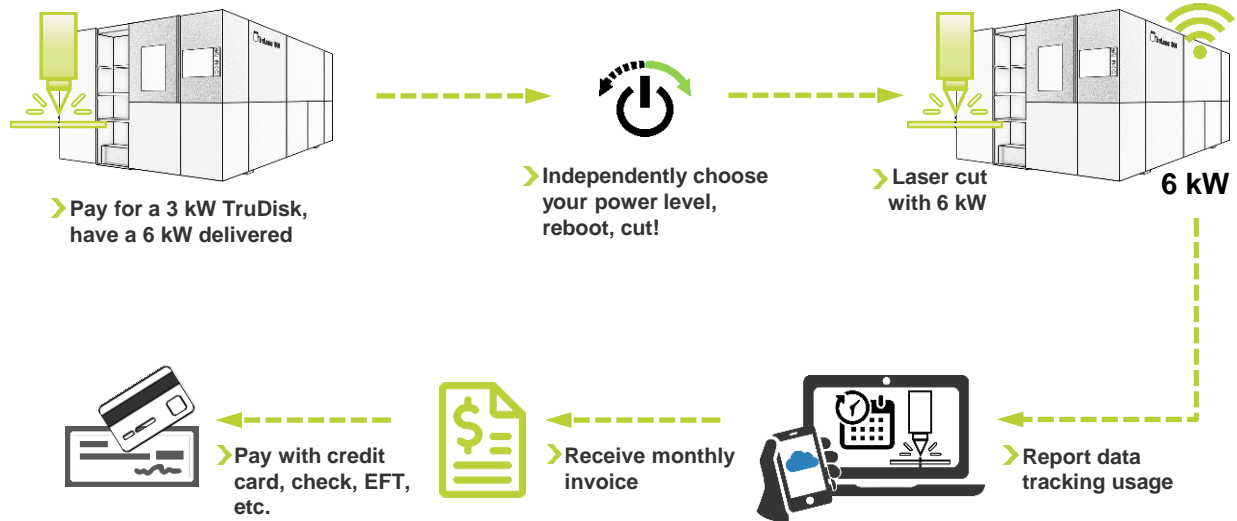 Pay for a 3 kW TruDisk,
have a 6 kW delivered
Independently choose
your power level,
reboot, cut!
Laser cut
with 6 kW
6 kW
Report data
tracking usage
Receive monthly
invoice
Pay with credit
card, check, EFT,
etc.